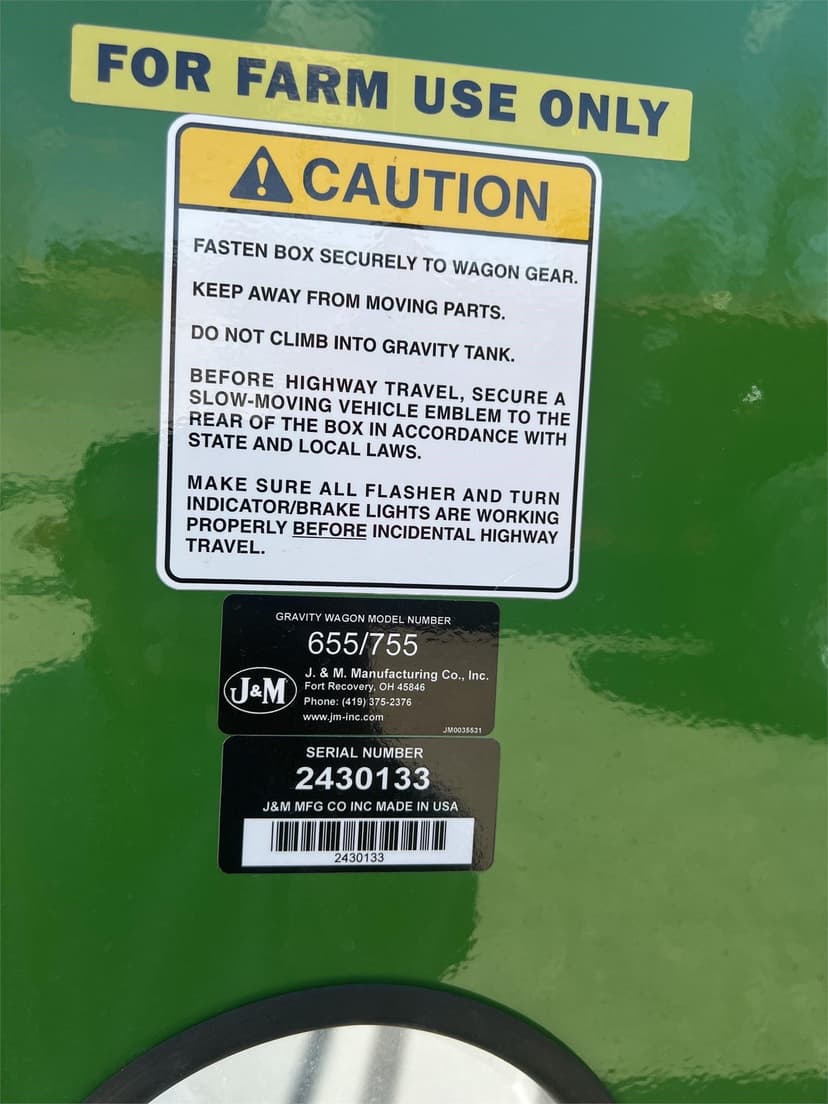 FOR FARM USE ONLY
CAUTION
FASTEN BOX SECURELY TO WAGON GEAR.
KEEP AWAY FROM MOVING PARTS.
DO NOT CLIMB INTO GRAVITY TANK.
BEFORE HIGHWAY TRAVEL, SECURE A
SLOW-MOVING VEHICLE EMBLEM TO THE
REAR OF THE BOX IN ACCORDANCE WITH
STATE AND LOCAL LAWS.
MAKE SURE ALL FLASHER AND TURN
INDICATOR/BRAKE LIGHTS ARE WORKING
PROPERLY BEFORE INCIDENTAL HIGHWAY
TRAVEL.
GRAVITY WAGON MODEL NUMBER
655/755
J&M
J. & M. Manufacturing Co., Inc.
Fort Recovery, OH 45846
Phone: (419) 375-2376
www.jm-inc.com
JM0035531
SERIAL NUMBER
2430133
J&M MFG CO INC MADE IN USA
2430133